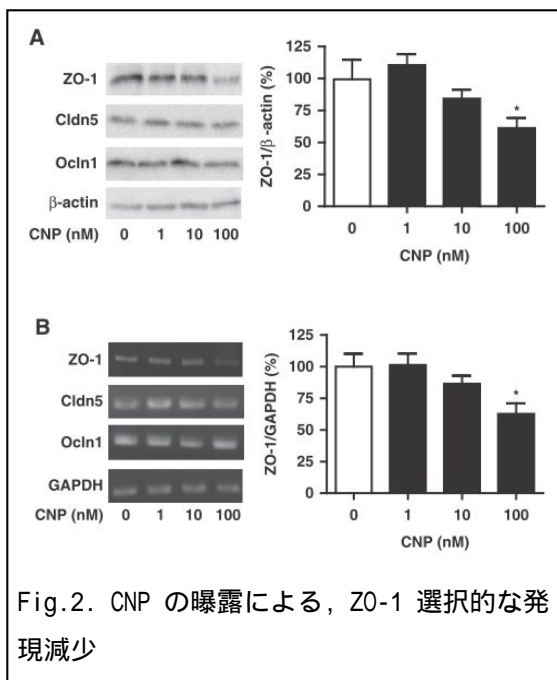 A
ZO-1
Cldn5
Ocln1
β-actin
CNP (nM) 0 1 10 100
ZO-1/β-actin (%)
125
100
75
50
25
0
*
0 1 10 100
CNP (nM)
B
ZO-1
Cldn5
Ocln1
GAPDH
CNP (nM) 0 1 10 100
ZO-1/GAPDH (%)
125
100
75
50
25
0
*
0 1 10 100
CNP (nM)
Fig.2. CNP の曝露による, ZO-1 選択的な発
現減少